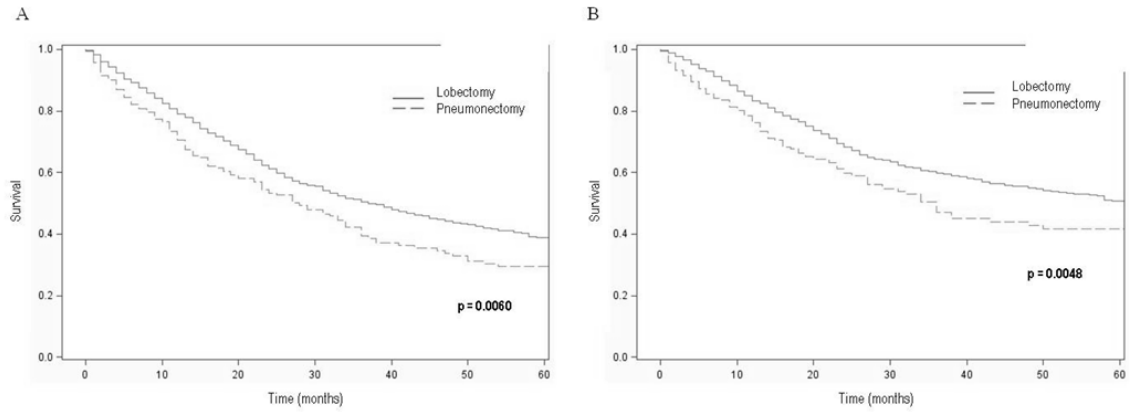 A
1.0
0.8
0.6
0.4
0.2
0.0
Survival
Lobectomy
Pneumonectomy
p = 0.0060
0 10 20 30 40 50 60
Time (months)
B
1.0
0.8
0.6
0.4
0.2
0.0
Survival
Lobectomy
Pneumonectomy
p = 0.0048
0 10 20 30 40 50 60
Time (months)